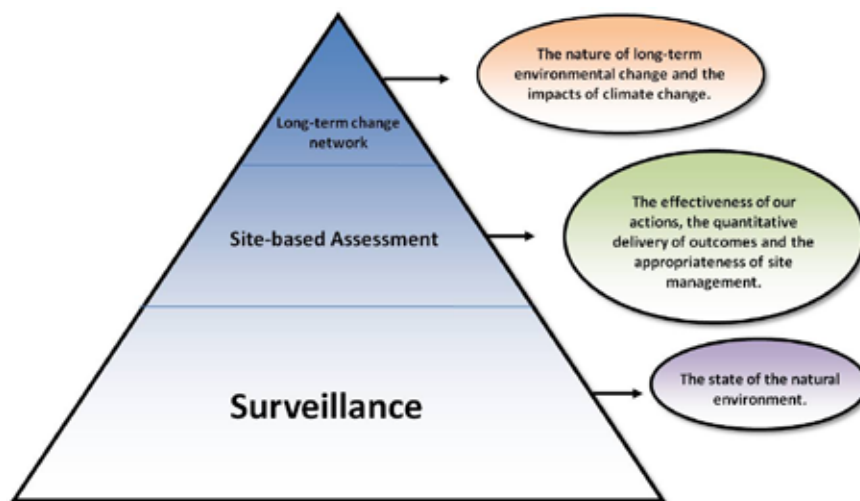 The nature of long-term
environmental change and the
impacts of climate change.
Long-term change
network
The effectiveness of our
actions, the quantitative
delivery of outcomes and the
appropriateness of site
management.
Site-based Assessment
The state of the natural
environment.
Surveillance